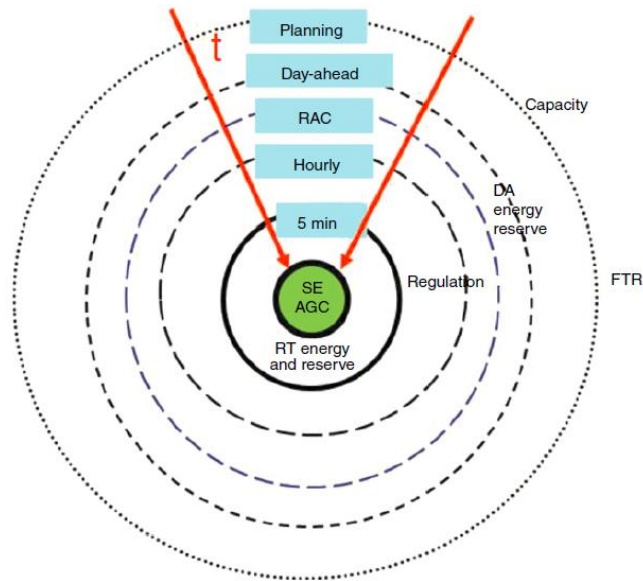 Planning
t
Day-ahead
Capacity
RAC
Hourly
DA
energy
reserve
5 min
Regulation
FTR
SE
AGC
RT energy
and reserve